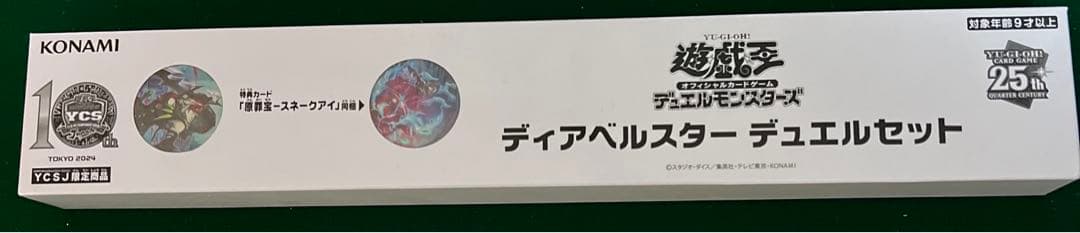 KONAMI
10th
YCS
TOKYO 2024
YCSJ限定商品
特典カード
「原罪宝-スネークアイ」同梱▶
YU-GI-OH!
遊戯王
オフィシャルカードゲーム
デュエルモンスターズ
ディアベルスター デュエルセット
©スタジオ・ダイス/集英社・テレビ東京・KONAMI
対象年齢9才以上
YU-GI-OH!
CARD GAME
25th
QUARTER CENTURY